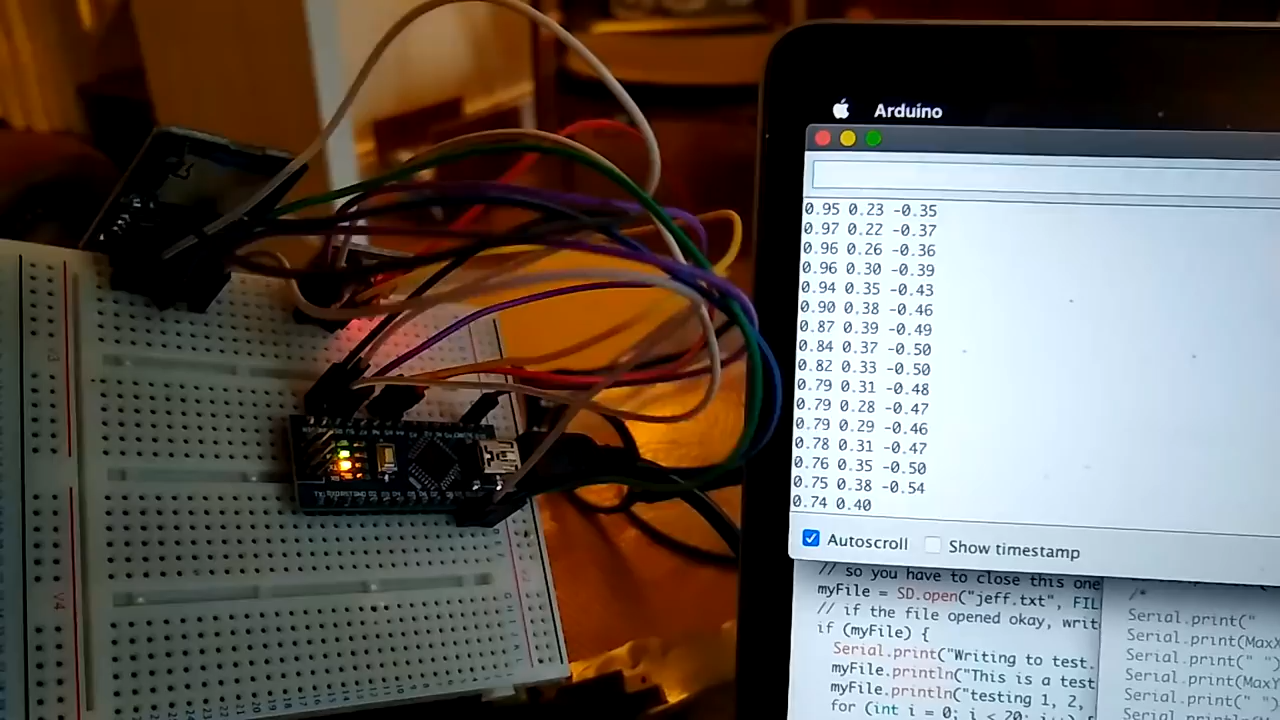 Arduino
0.95 0.23 -0.35
0.97 0.22 -0.37
0.96 0.26 -0.36
0.96 0.30 -0.39
0.94 0.35 -0.43
0.90 0.38 -0.46
0.87 0.39 -0.49
0.84 0.37 -0.50
0.82 0.33 -0.50
0.79 0.31 -0.48
0.79 0.28 -0.47
0.79 0.29 -0.46
0.78 0.31 -0.47
0.76 0.35 -0.50
0.75 0.38 -0.54
0.74 0.40
Autoscroll Show timestamp
// so you have to close this one
myFile = SD.open("jeff.txt", FIL
// if the file opened okay, writ
if (myFile) {
Serial.print("Writing to test.
myFile.println("This is a test
myFile.println("testing 1, 2,
for (int i = 0; i < 20; i++) {
/*
Serial.print("
Serial.print(MaxX
Serial.print(" ")
Serial.print(MaxY
Serial.print(" ")